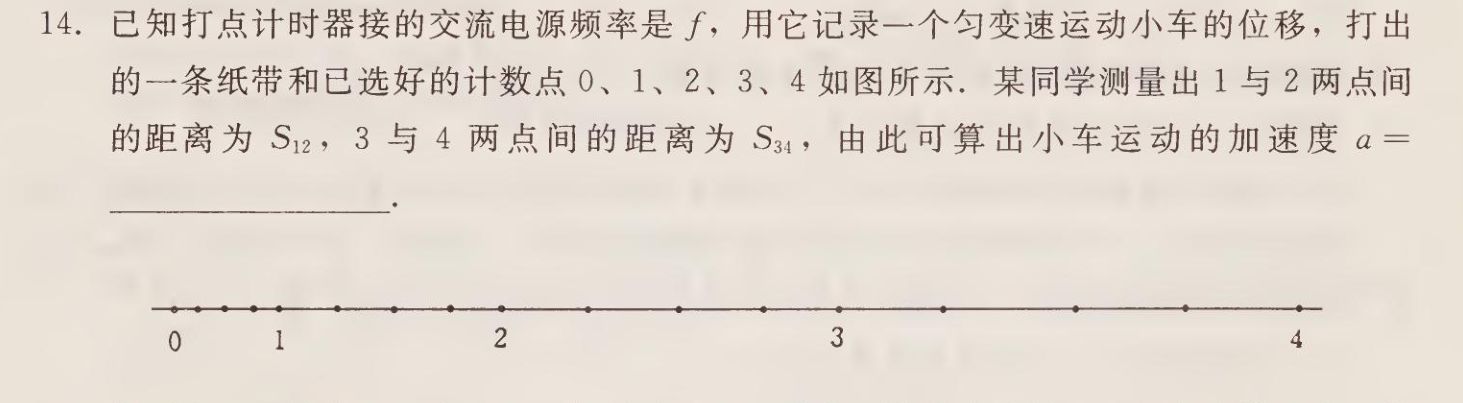 14. 已知打点计时器接的交流电源频率是 f，用它记录一个匀变速运动小车的位移，打出
的一条纸带和已选好的计数点 0、1、2、3、4 如图所示．某同学测量出 1 与 2 两点间
的距离为 S₁₂，3 与 4 两点间的距离为 S₃₄，由此可算出小车运动的加速度 a＝
________________．
0 1 2 3 4